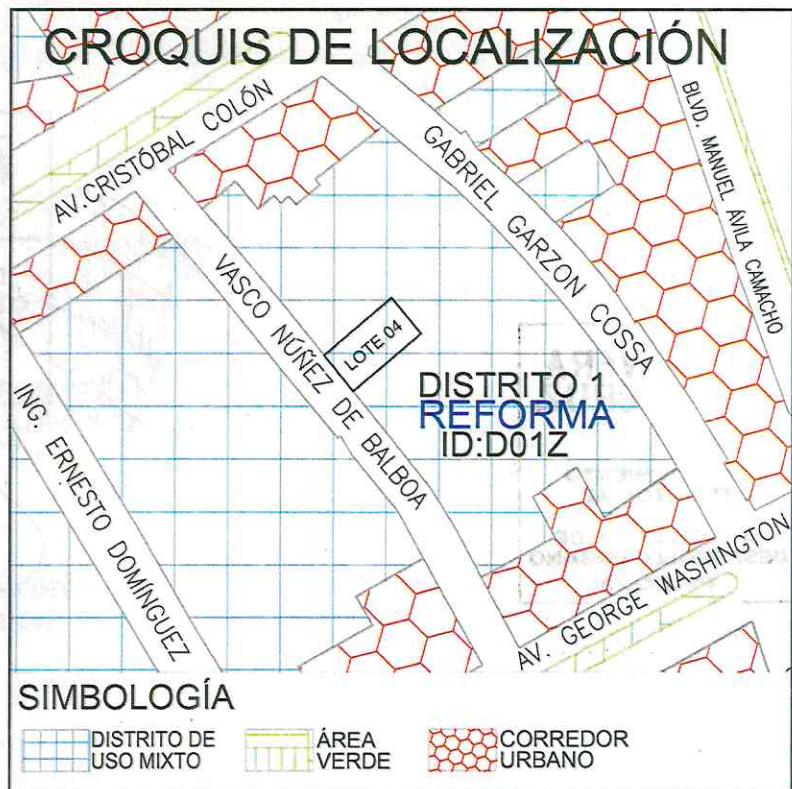 CROQUIS DE LOCALIZACIÓN
AV.CRISTÓBAL COLÓN
GABRIEL GARZON COSSA
BLVD. MANUEL ÁVILA CAMACHO
VASCO NÚÑEZ DE BALBOA
LOTE 04
ING. ERNESTO DOMÍNGUEZ
DISTRITO 1
REFORMA
ID:D01Z
AV. GEORGE WASHINGTON
SIMBOLOGÍA
DISTRITO DE
USO MIXTO
ÁREA
VERDE
CORREDOR
URBANO